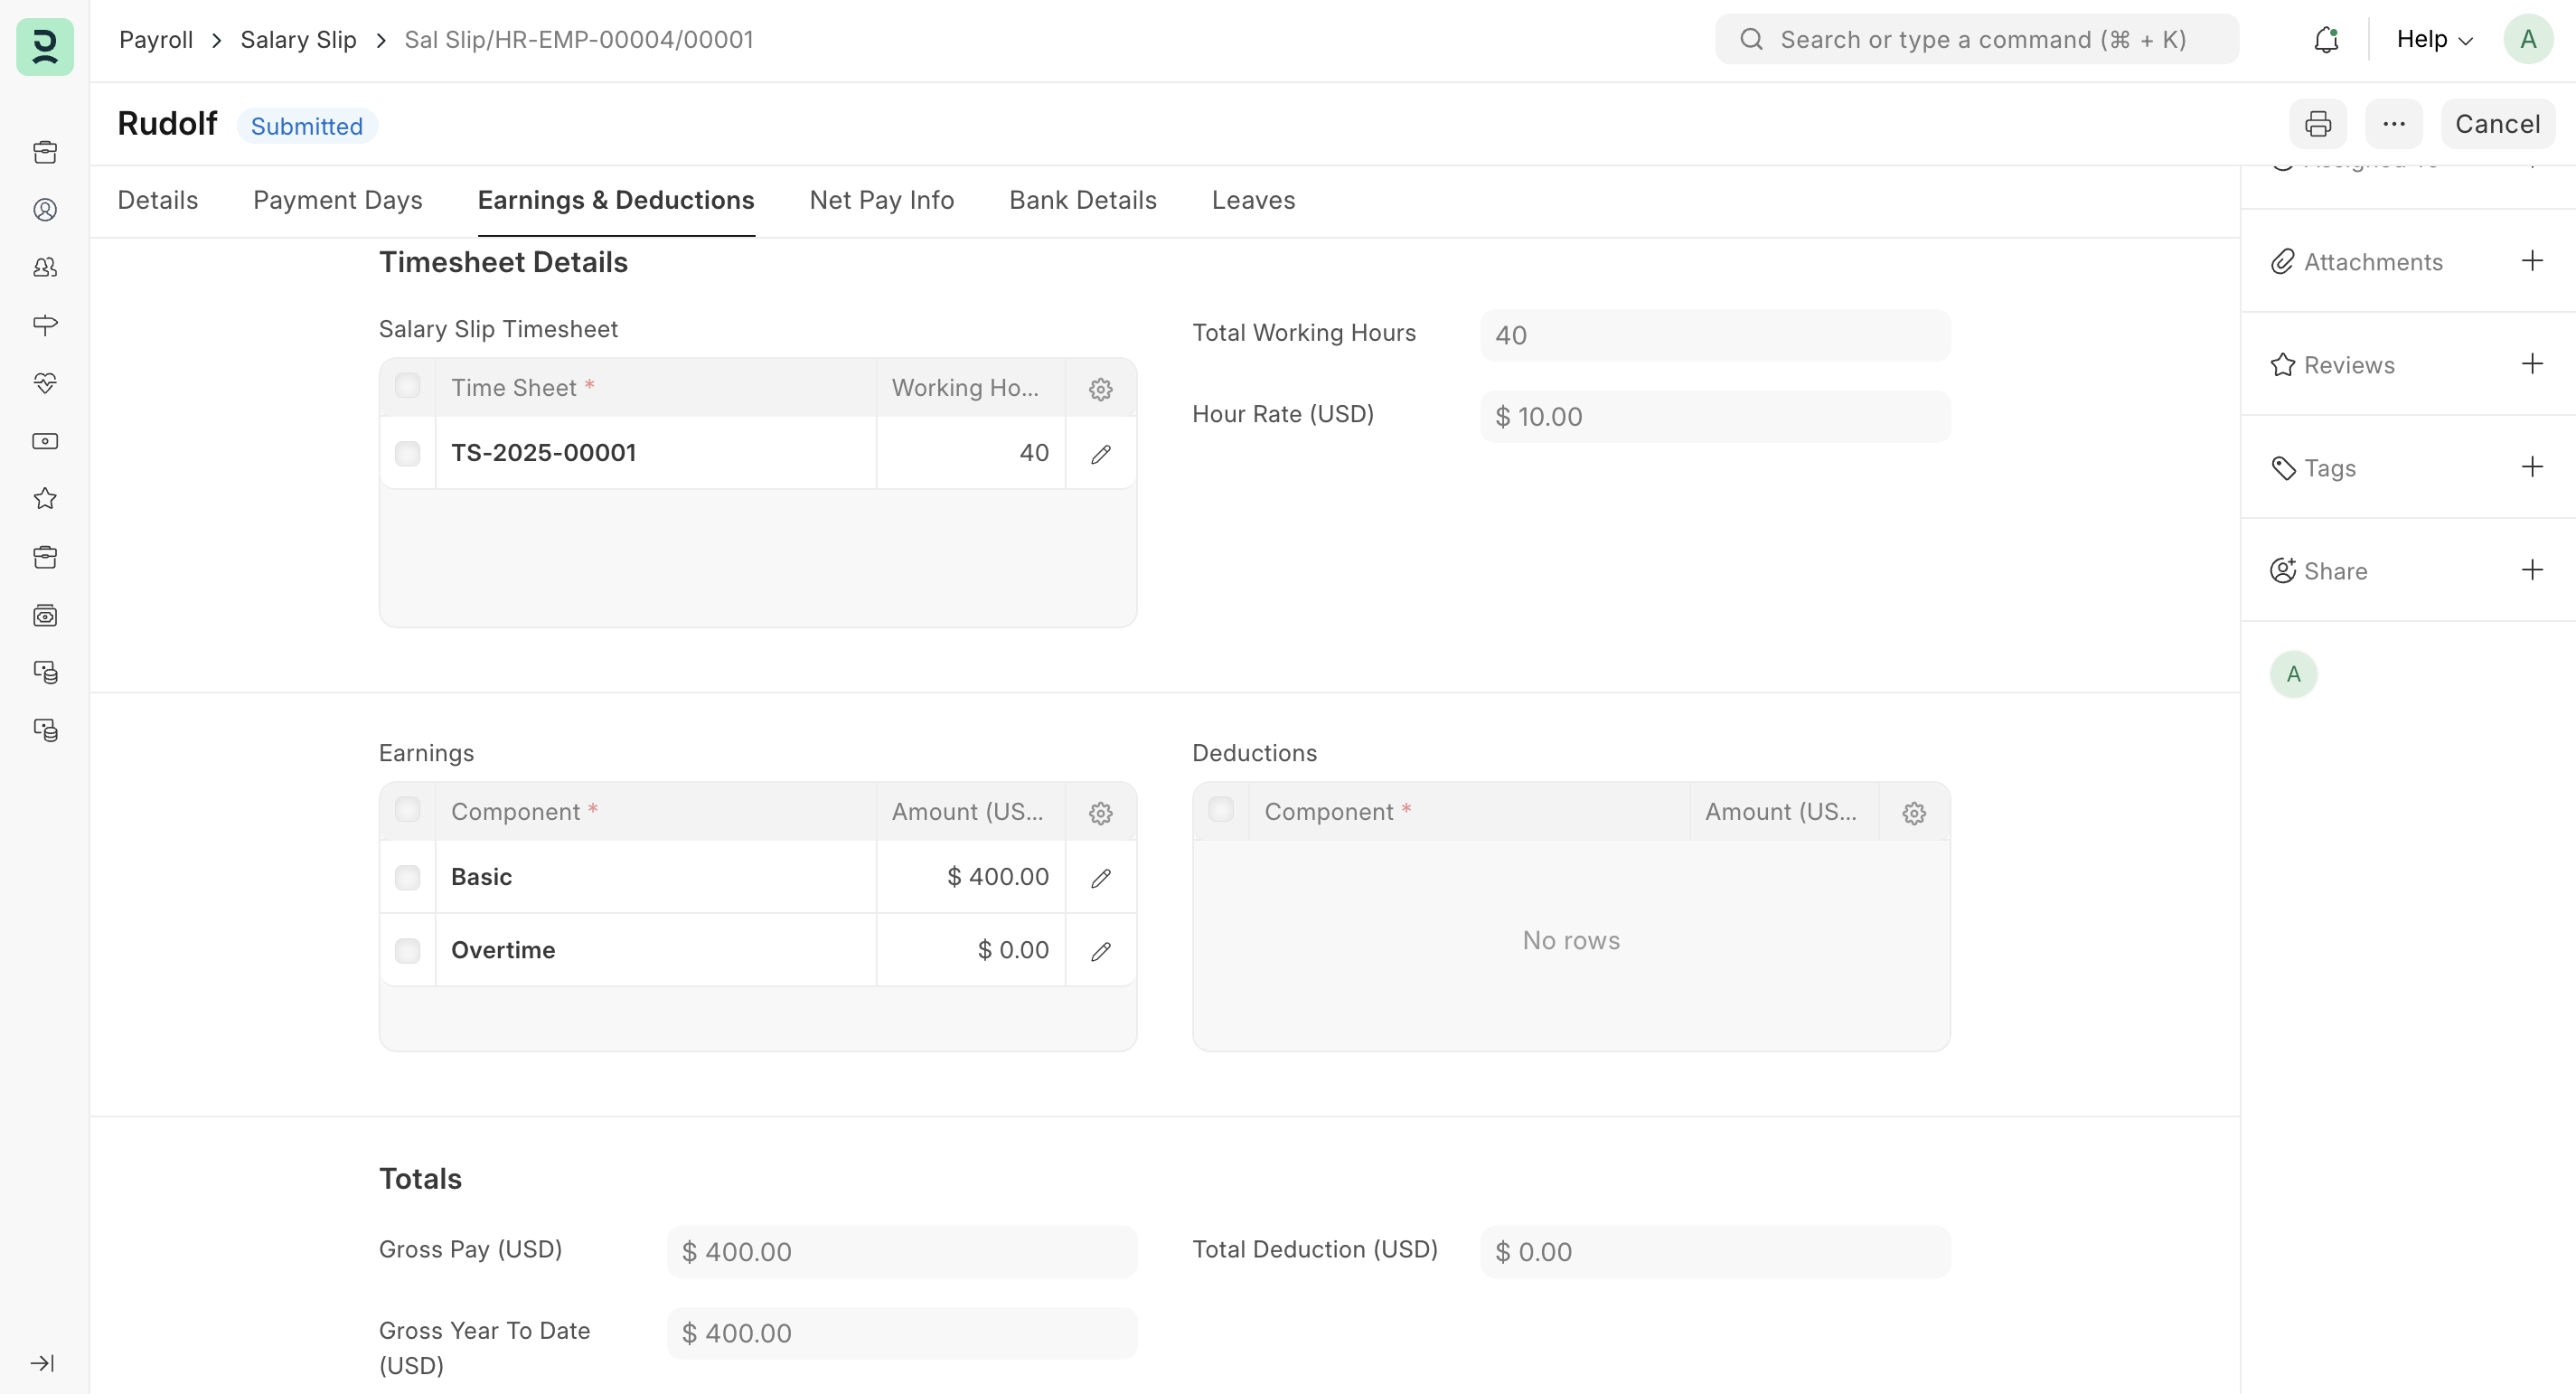 Payroll > Salary Slip > Sal Slip/HR-EMP-00004/00001
Search or type a command (⌘ + K)
Help
A
Rudolf
Submitted
Cancel
Details
Payment Days
Earnings & Deductions
Net Pay Info
Bank Details
Leaves
Timesheet Details
Salary Slip Timesheet
Time Sheet *
Working Ho...
TS-2025-00001
40
Total Working Hours
40
Hour Rate (USD)
$ 10.00
Earnings
Component *
Amount (US...
Basic
$ 400.00
Overtime
$ 0.00
Deductions
Component *
Amount (US...
No rows
Totals
Gross Pay (USD)
$ 400.00
Gross Year To Date
(USD)
$ 400.00
Total Deduction (USD)
$ 0.00
Attachments
Reviews
Tags
Share
A